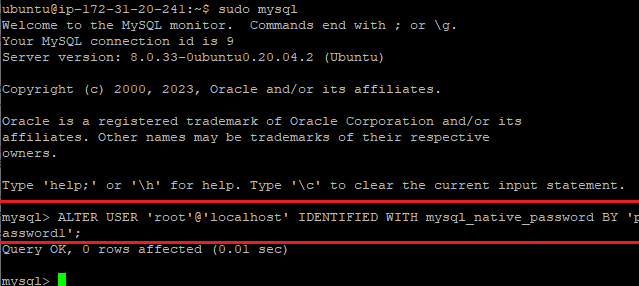 ubuntu@ip-172-31-20-241:~$ sudo mysql
Welcome to the MySQL monitor.  Commands end with ; or \g.
Your MySQL connection id is 9
Server version: 8.0.33-0ubuntu0.20.04.2 (Ubuntu)
Copyright (c) 2000, 2023, Oracle and/or its affiliates.
Oracle is a registered trademark of Oracle Corporation and/or its
affiliates. Other names may be trademarks of their respective
owners.
Type 'help;' or '\h' for help. Type '\c' to clear the current input statement.
mysql> ALTER USER 'root'@'localhost' IDENTIFIED WITH mysql_native_password BY 'p
assword1';
Query OK, 0 rows affected (0.01 sec)
mysql>